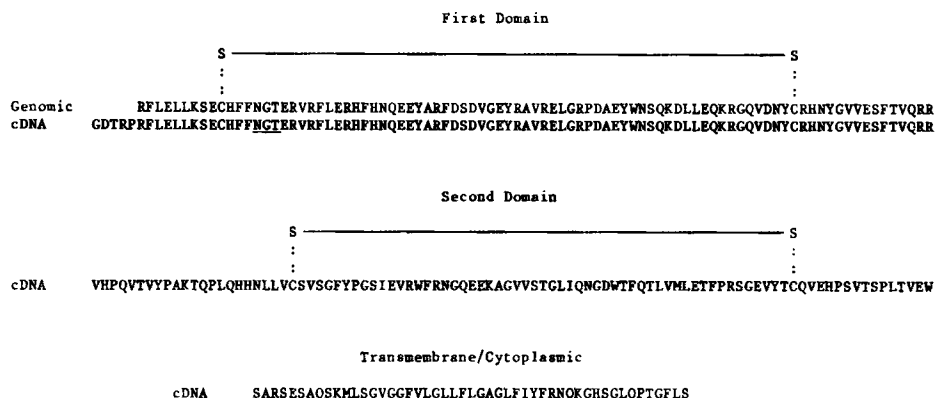 First Domain
S S
: :
: :
Genomic RFLELLKSECHFFNGTERVRFLERHFHNQEEYARFDSDVGEYRAVRELGRPDAEYWNSQKDLLEQKRGQVDNYCRHNYGVVESFTVQRR
cDNA GDTRPRFLELLKSECHFFNGTERVRFLERHFHNQEEYARFDSDVGEYRAVRELGRPDAEYWNSQKDLLEQKRGQVDNYCRHNYGVVESFTVQRR
Second Domain
S S
: :
: :
cDNA VHPQVTVYPAKTQPLQHHNLLVCSVSGFYPGSIEVRWFRNGQEEKAGVVSTGLIQNGDWTFQTLVMLETFPRSGEVYTCQVEHPSVTSPLTVEW
Transmembrane/Cytoplasmic
cDNA SARSESAQSKMLSGVGGFVLGLLFLGAGLFIYFRNQKGHSGLQPTGFLS